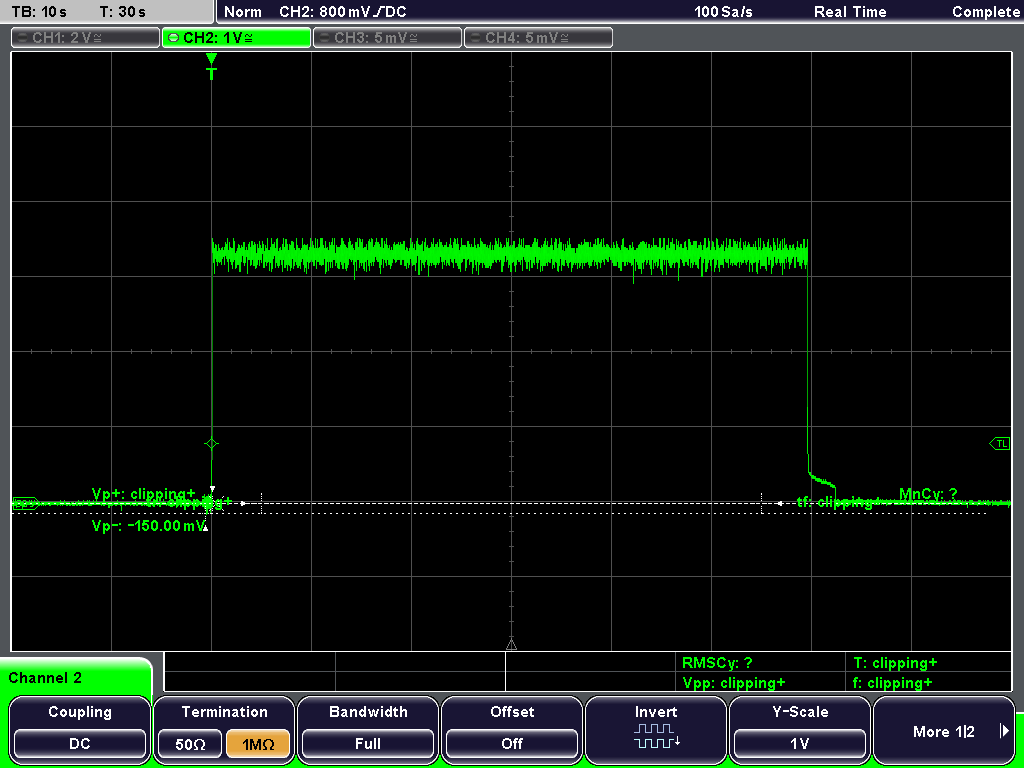 TB: 10 s T: 30 s Norm CH2: 800 mV DC 100 Sa/s Real Time Complete
CH1: 2 V≅ CH2: 1 V≅ CH3: 5 mV≅ CH4: 5 mV≅
T
TL
Vp+: clipping+
tf: clipping+ MnCy: ?
Vp-: -150.00 mV
RMSCy: ? T: clipping+
Vpp: clipping+ f: clipping+
Channel 2
Coupling Termination Bandwidth Offset Invert Y-Scale More 1|2
DC 50Ω 1MΩ Full Off 1 V